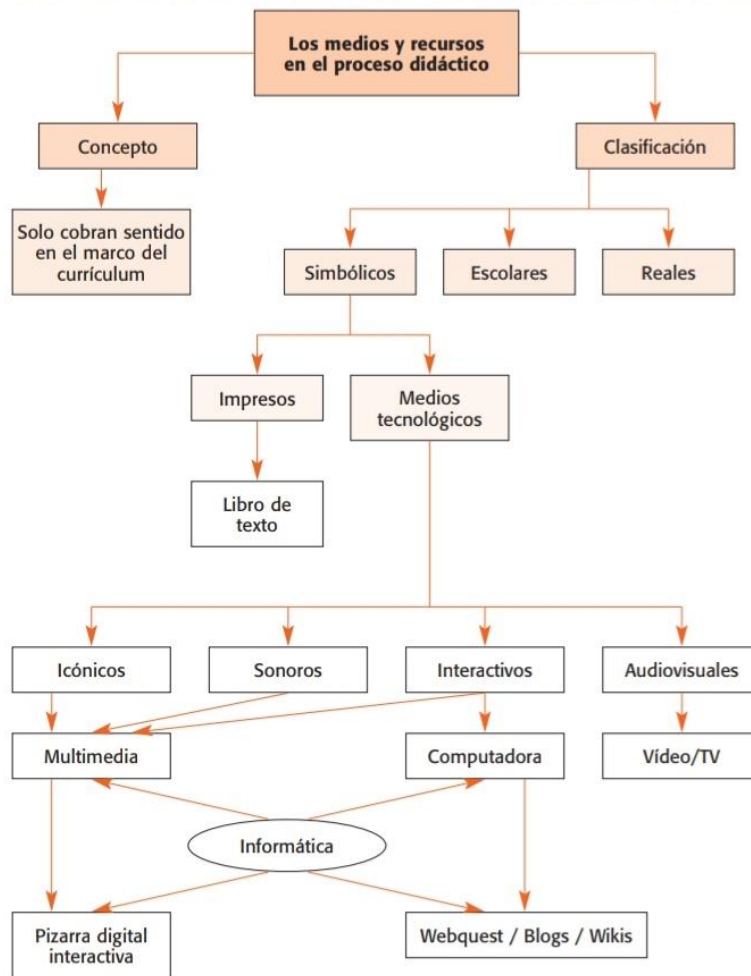 Los medios y recursos
en el proceso didáctico
Concepto
Clasificación
Solo cobran sentido
en el marco del
currículum
Simbólicos
Escolares
Reales
Impresos
Medios
tecnológicos
Libro de
texto
Icónicos
Sonoros
Interactivos
Audiovisuales
Multimedia
Computadora
Vídeo/TV
Informática
Pizarra digital
interactiva
Webquest / Blogs / Wikis